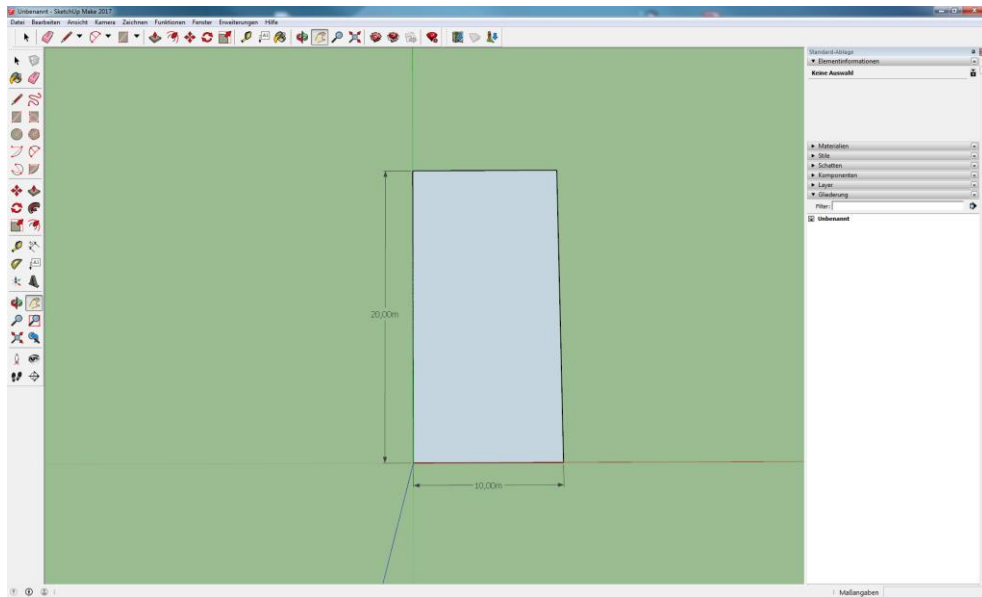 Unbenannt - SketchUp Make 2017
Datei Bearbeiten Ansicht Kamera Zeichnen Funktionen Fenster Erweiterungen Hilfe
Standard-Ablage
Elementinformationen
Keine Auswahl
Materialien
Stile
Schatten
Komponenten
Layer
Gliederung
Filter:
Unbenannt
20,00m
10,00m
Maßangaben